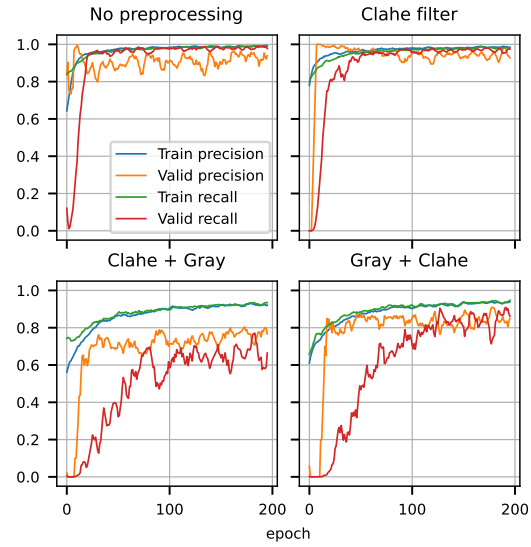 No preprocessing
Clahe filter
1.0
0.8
0.6
0.4
0.2
0.0
Train precision
Valid precision
Train recall
Valid recall
Clahe + Gray
Gray + Clahe
1.0
0.8
0.6
0.4
0.2
0.0
0 100 200 0 100 200
epoch